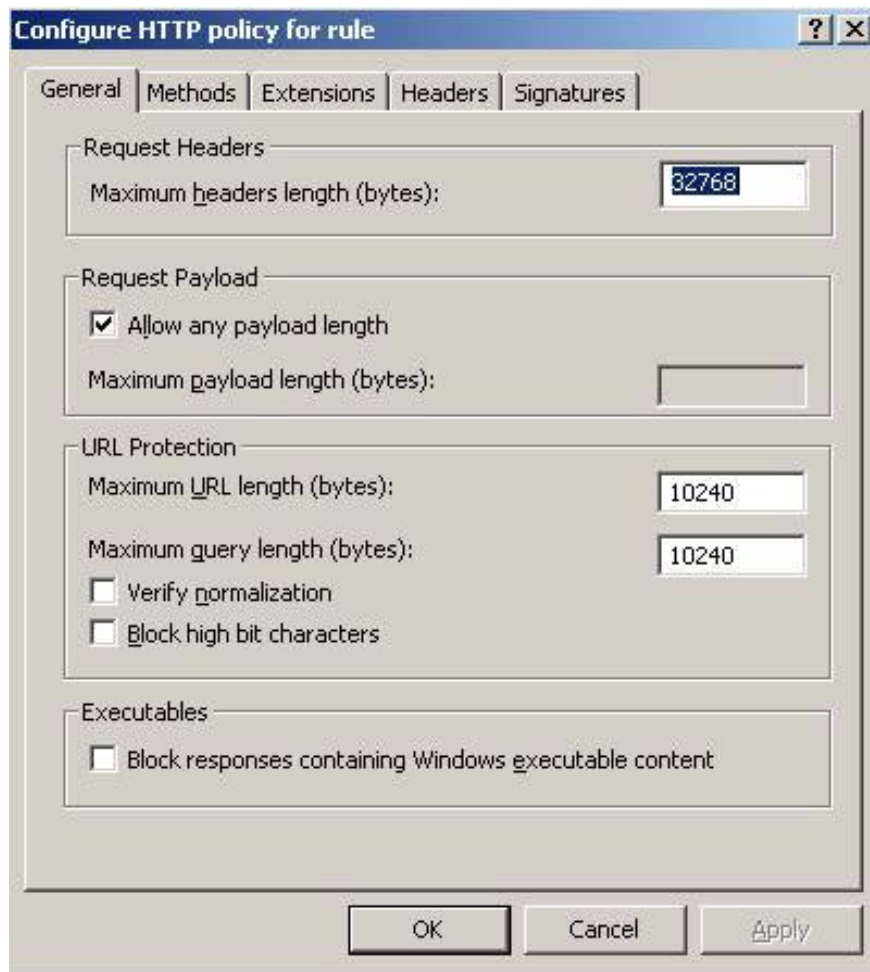 Configure HTTP policy for rule
General Methods Extensions Headers Signatures
Request Headers
Maximum headers length (bytes): 32768
Request Payload
Allow any payload length
Maximum payload length (bytes):
URL Protection
Maximum URL length (bytes): 10240
Maximum query length (bytes): 10240
Verify normalization
Block high bit characters
Executables
Block responses containing Windows executable content
OK Cancel Apply